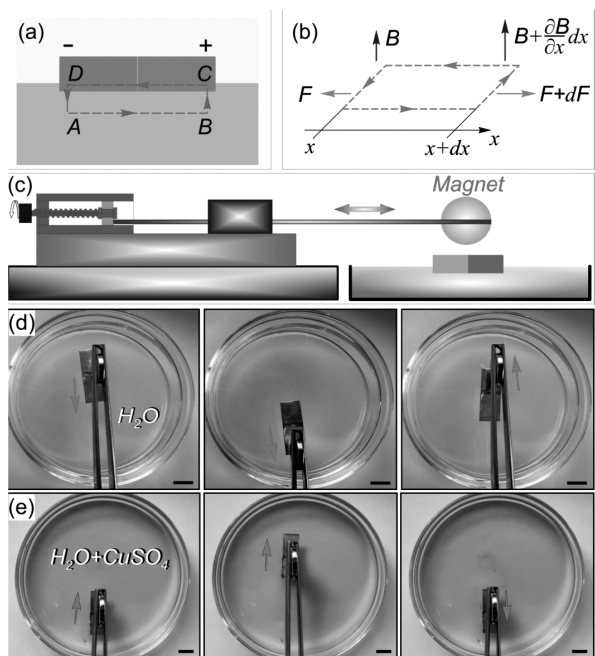 (a)
- +
D C
A B
(b)
B
B+∂B/∂x dx
F
F+dF
x
x+dx
x
(c)
Magnet
(d)
H₂O
(e)
H₂O+CuSO₄